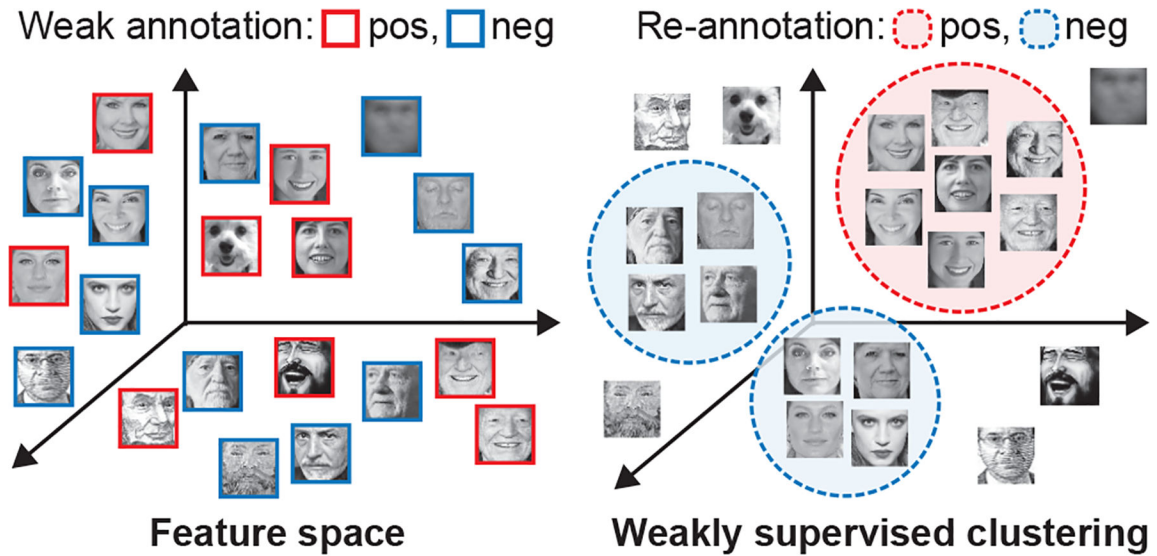 Weak annotation: pos, neg
Re-annotation: pos, neg
Feature space
Weakly supervised clustering